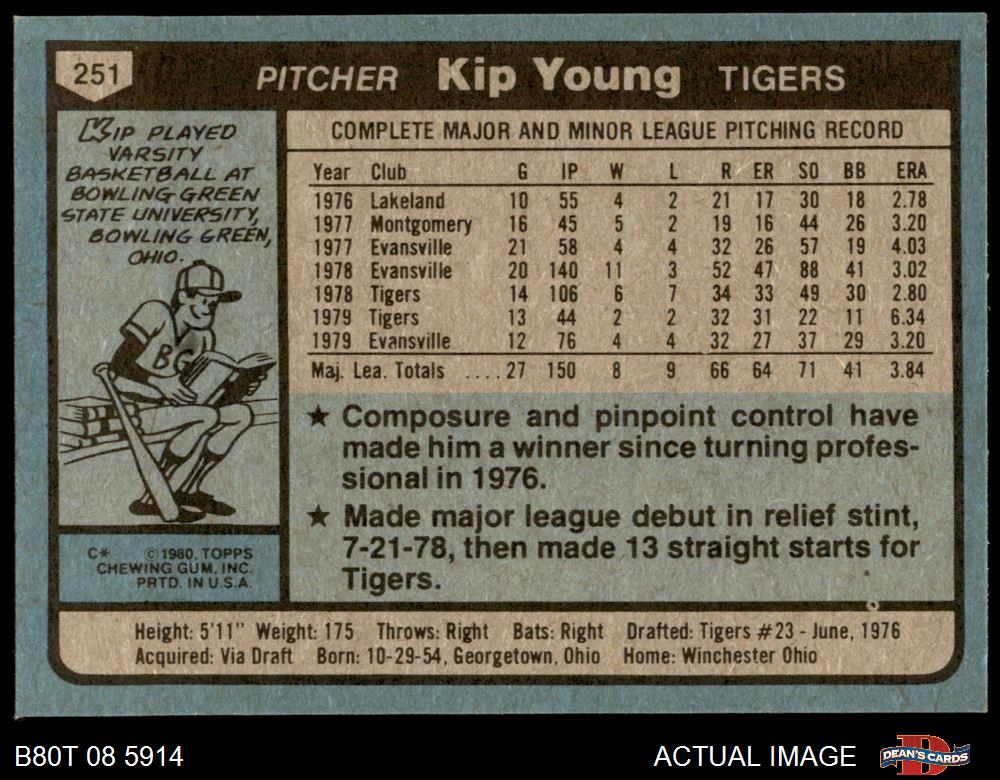 251 PITCHER Kip Young TIGERS
KIP PLAYED
VARSITY
BASKETBALL AT
BOWLING GREEN
STATE UNIVERSITY,
BOWLING GREEN,
OHIO.
BG
C* ©1980, TOPPS
CHEWING GUM, INC.
PRTD. IN U.S.A.
COMPLETE MAJOR AND MINOR LEAGUE PITCHING RECORD
Year Club G IP W L R ER SO BB ERA
1976 Lakeland 10 55 4 2 21 17 30 18 2.78
1977 Montgomery 16 45 5 2 19 16 44 26 3.20
1977 Evansville 21 58 4 4 32 26 57 19 4.03
1978 Evansville 20 140 11 3 52 47 88 41 3.02
1978 Tigers 14 106 6 7 34 33 49 30 2.80
1979 Tigers 13 44 2 2 32 31 22 11 6.34
1979 Evansville 12 76 4 4 32 27 37 29 3.20
Maj. Lea. Totals ....27 150 8 9 66 64 71 41 3.84
★ Composure and pinpoint control have
made him a winner since turning profes-
sional in 1976.
★ Made major league debut in relief stint,
7-21-78, then made 13 straight starts for
Tigers.
Height: 5'11" Weight: 175 Throws: Right Bats: Right Drafted: Tigers #23 - June, 1976
Acquired: Via Draft Born: 10-29-54, Georgetown, Ohio Home: Winchester Ohio
B80T 08 5914 ACTUAL IMAGE DEAN'S CARDS